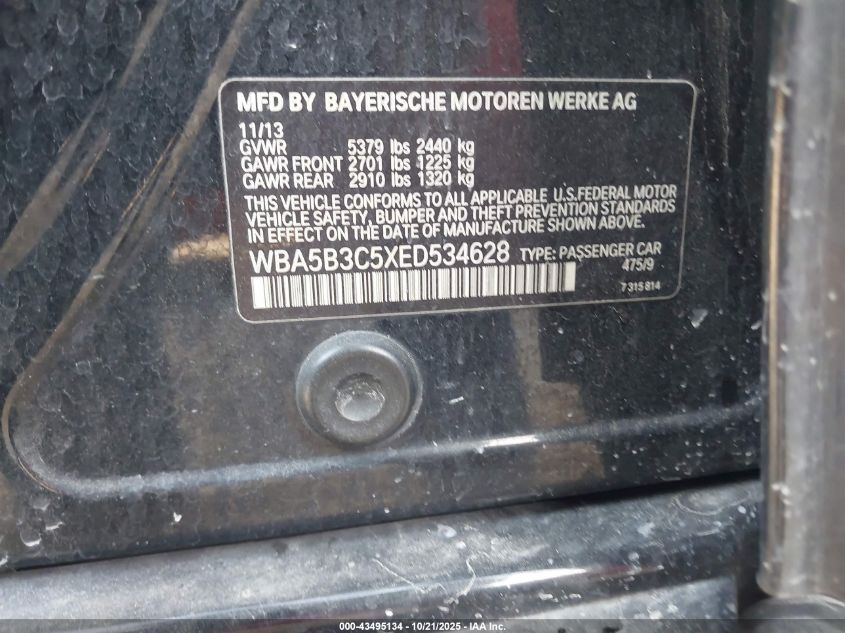 MFD BY BAYERISCHE MOTOREN WERKE AG
11/13
GVWR 5379 lbs 2440 kg
GAWR FRONT 2701 lbs 1225 kg
GAWR REAR 2910 lbs 1320 kg
THIS VEHICLE CONFORMS TO ALL APPLICABLE U.S.FEDERAL MOTOR
VEHICLE SAFETY, BUMPER AND THEFT PREVENTION STANDARDS
IN EFFECT ON THE DATE OF MANUFACTURE SHOWN ABOVE.
WBA5B3C5XED534628 TYPE: PASSENGER CAR
475/9
7 315 814
000-43495134 - 10/21/2025 - IAA Inc.